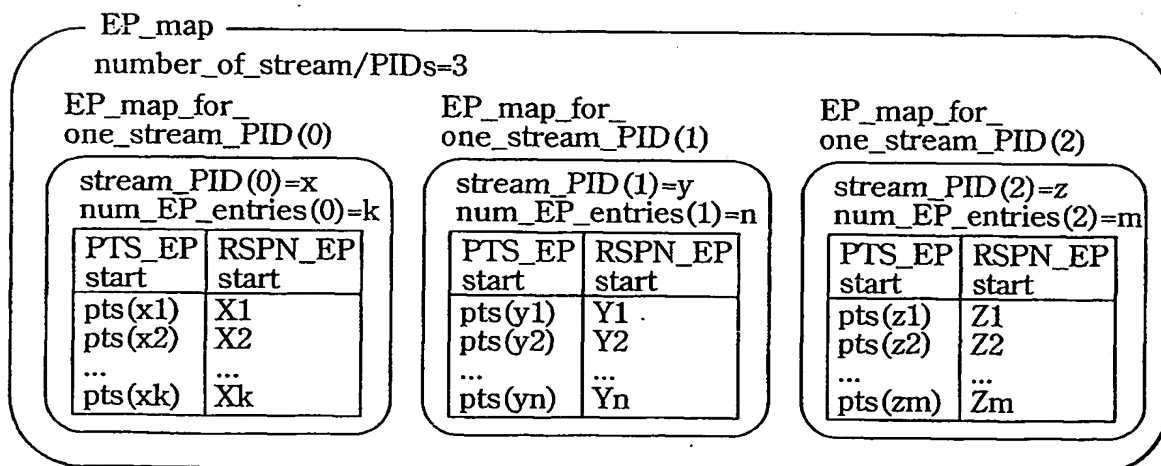 EP_map
number_of_stream/PIDs=3
EP_map_for_
one_stream_PID(0)
stream_PID(0)=x
num_EP_entries(0)=k
PTS_EP RSPN_EP
start start
pts(x1) X1
pts(x2) X2
... ...
pts(xk) Xk
EP_map_for_
one_stream_PID(1)
stream_PID(1)=y
num_EP_entries(1)=n
PTS_EP RSPN_EP
start start
pts(y1) Y1
pts(y2) Y2
... ...
pts(yn) Yn
EP_map_for_
one_stream_PID(2)
stream_PID(2)=z
num_EP_entries(2)=m
PTS_EP RSPN_EP
start start
pts(z1) Z1
pts(z2) Z2
... ...
pts(zm) Zm